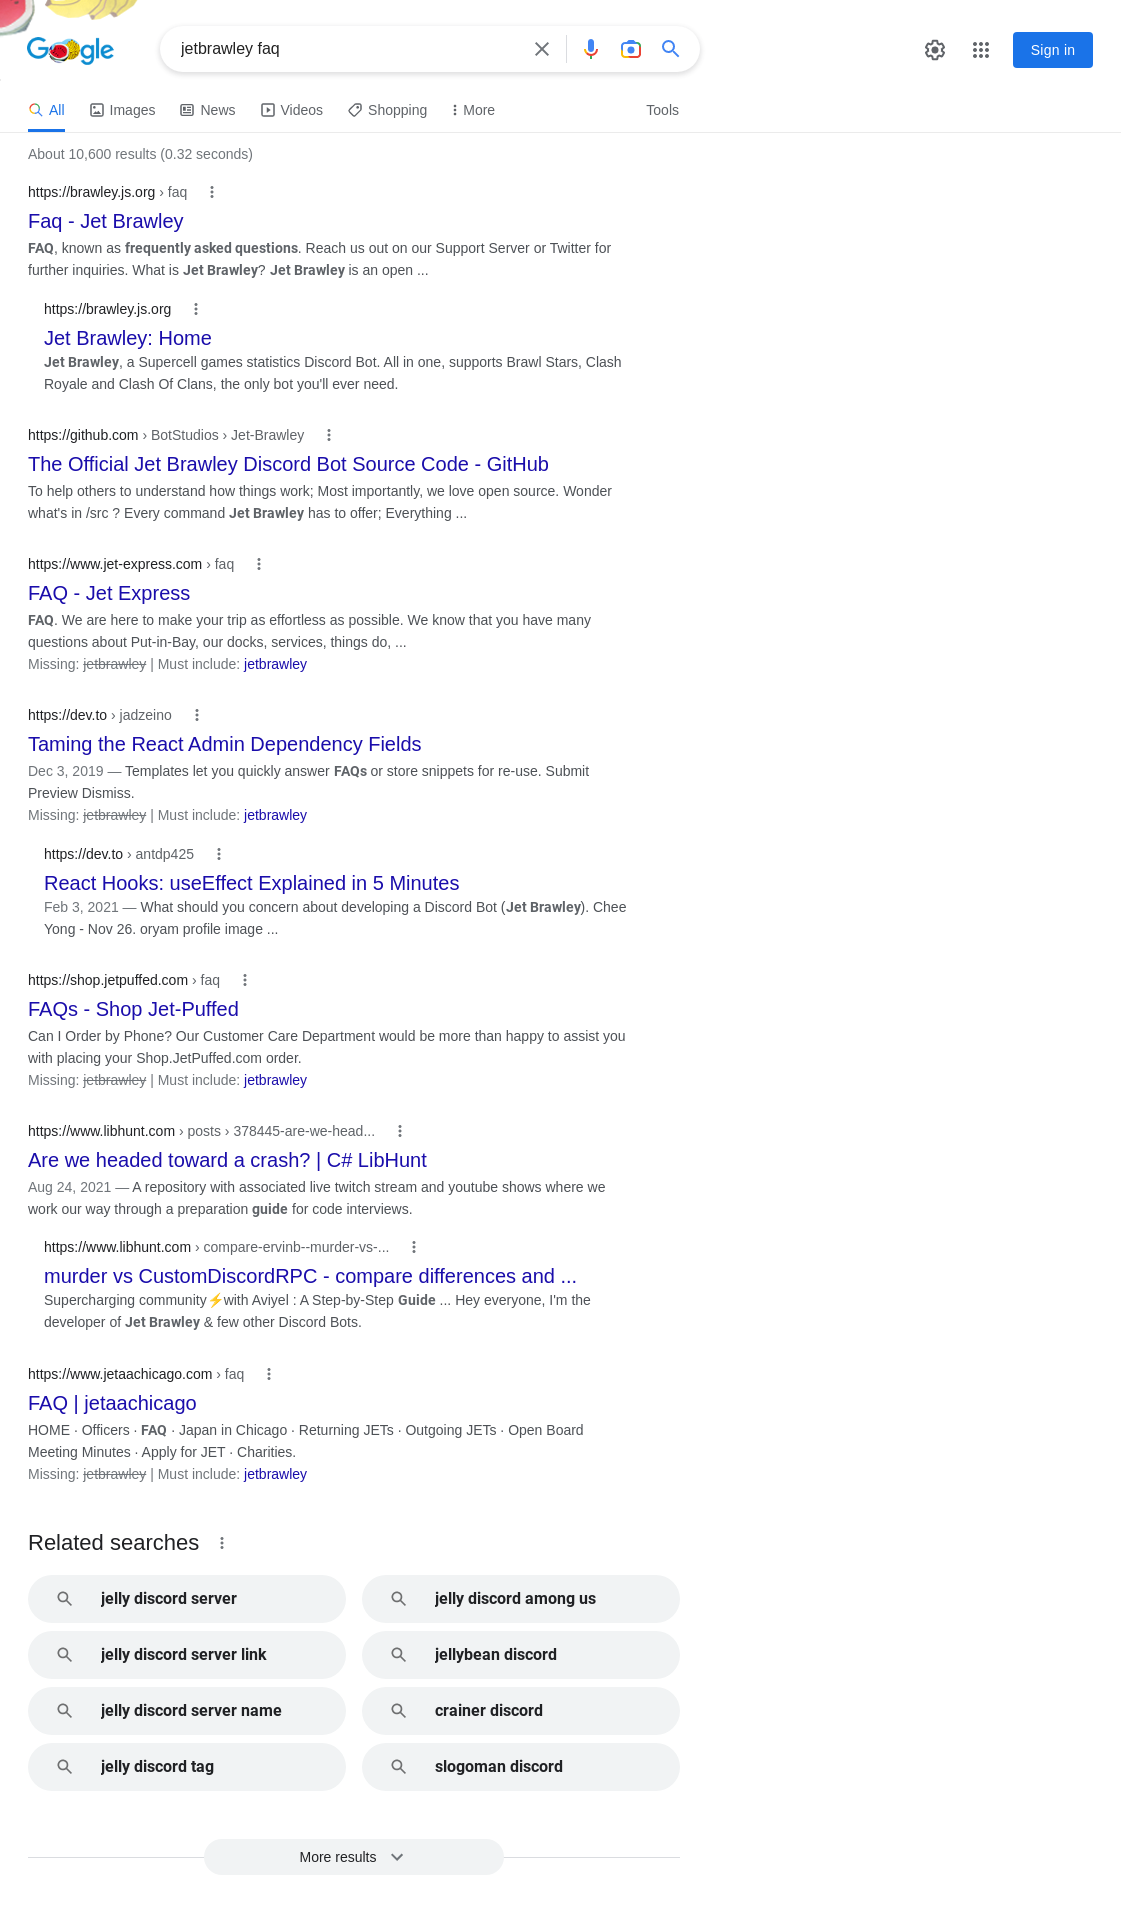 Google
jetbrawley faq
Sign in
All Images News Videos Shopping More Tools
About 10,600 results (0.32 seconds)
https://brawley.js.org › faq
Faq - Jet Brawley
FAQ, known as frequently asked questions. Reach us out on our Support Server or Twitter for
further inquiries. What is Jet Brawley? Jet Brawley is an open ...
https://brawley.js.org
Jet Brawley: Home
Jet Brawley, a Supercell games statistics Discord Bot. All in one, supports Brawl Stars, Clash
Royale and Clash Of Clans, the only bot you'll ever need.
https://github.com › BotStudios › Jet-Brawley
The Official Jet Brawley Discord Bot Source Code - GitHub
To help others to understand how things work; Most importantly, we love open source. Wonder
what's in /src ? Every command Jet Brawley has to offer; Everything ...
https://www.jet-express.com › faq
FAQ - Jet Express
FAQ. We are here to make your trip as effortless as possible. We know that you have many
questions about Put-in-Bay, our docks, services, things do, ...
Missing: jetbrawley | Must include: jetbrawley
https://dev.to › jadzeino
Taming the React Admin Dependency Fields
Dec 3, 2019 — Templates let you quickly answer FAQs or store snippets for re-use. Submit
Preview Dismiss.
Missing: jetbrawley | Must include: jetbrawley
https://dev.to › antdp425
React Hooks: useEffect Explained in 5 Minutes
Feb 3, 2021 — What should you concern about developing a Discord Bot (Jet Brawley). Chee
Yong - Nov 26. oryam profile image ...
https://shop.jetpuffed.com › faq
FAQs - Shop Jet-Puffed
Can I Order by Phone? Our Customer Care Department would be more than happy to assist you
with placing your Shop.JetPuffed.com order.
Missing: jetbrawley | Must include: jetbrawley
https://www.libhunt.com › posts › 378445-are-we-head...
Are we headed toward a crash? | C# LibHunt
Aug 24, 2021 — A repository with associated live twitch stream and youtube shows where we
work our way through a preparation guide for code interviews.
https://www.libhunt.com › compare-ervinb--murder-vs-...
murder vs CustomDiscordRPC - compare differences and ...
Supercharging community⚡with Aviyel : A Step-by-Step Guide ... Hey everyone, I'm the
developer of Jet Brawley & few other Discord Bots.
https://www.jetaachicago.com › faq
FAQ | jetaachicago
HOME · Officers · FAQ · Japan in Chicago · Returning JETs · Outgoing JETs · Open Board
Meeting Minutes · Apply for JET · Charities.
Missing: jetbrawley | Must include: jetbrawley
Related searches
jelly discord server
jelly discord among us
jelly discord server link
jellybean discord
jelly discord server name
crainer discord
jelly discord tag
slogoman discord
More results